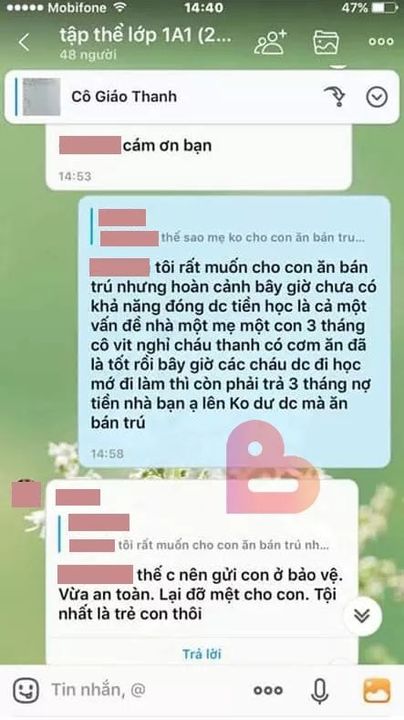 Mobifone
14:40
47%
tập thể lớp 1A1 (2...
48 người
Cô Giáo Thanh
cám ơn bạn
14:53
thế sao mẹ ko cho con ăn bán tru...
tôi rất muốn cho con ăn bán
trú nhưng hoàn cảnh bây giờ chưa có
khả năng đóng dc tiền học là cả một
vấn đề nhà một mẹ một con 3 tháng
cô vit nghỉ cháu thanh có cơm ăn đã
là tốt rồi bây giờ các cháu dc đi học
mớ đi làm thì còn phải trả 3 tháng nợ
tiền nhà bạn ạ lên Ko dư dc mà ăn
bán trú
14:58
tôi rất muốn cho con ăn bán trú nh...
thế c nên gửi con ở bảo vệ.
Vừa an toàn. Lại đỡ mệt cho con. Tội
nhất là trẻ con thôi
Trả lời
Tin nhắn, @